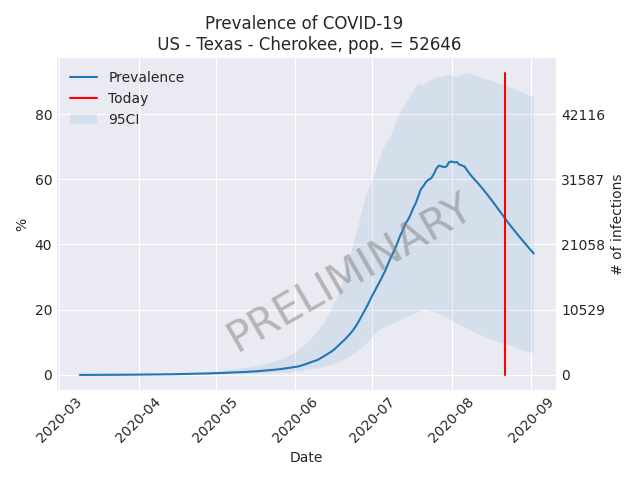 Prevalence of COVID-19
US - Texas - Cherokee, pop. = 52646
Prevalence
Today
95CI
80
60
40
20
0
%
42116
31587
21058
10529
0
# of infections
PRELIMINARY
2020-03
2020-04
2020-05
2020-06
2020-07
2020-08
2020-09
Date